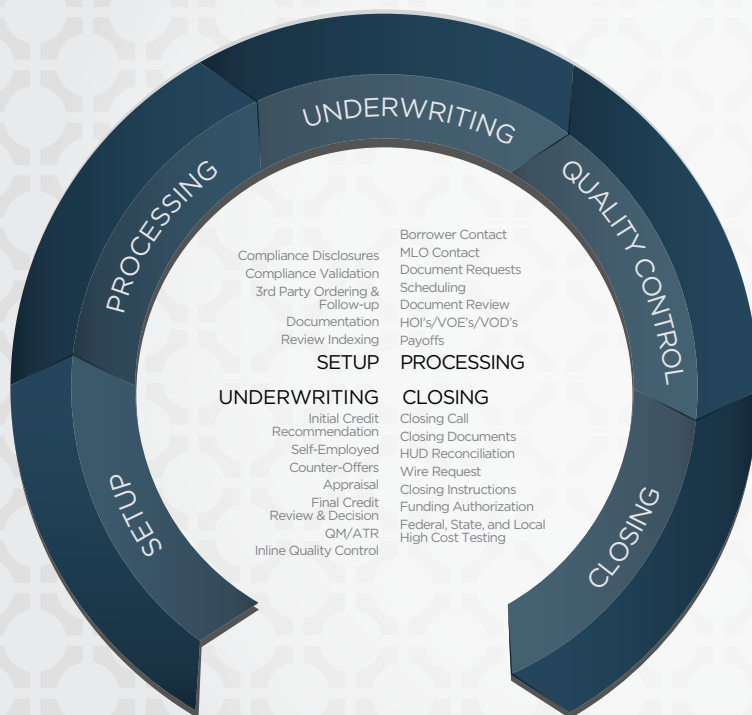 SETUP
PROCESSING
UNDERWRITING
QUALITY CONTROL
CLOSING
Compliance Disclosures
Compliance Validation
3rd Party Ordering &
Follow-up
Documentation
Review Indexing
SETUP
Borrower Contact
MLO Contact
Document Requests
Scheduling
Document Review
HOI's/VOE's/VOD's
Payoffs
PROCESSING
UNDERWRITING
Initial Credit
Recommendation
Self-Employed
Counter-Offers
Appraisal
Final Credit
Review & Decision
QM/ATR
Inline Quality Control
CLOSING
Closing Call
Closing Documents
HUD Reconciliation
Wire Request
Closing Instructions
Funding Authorization
Federal, State, and Local
High Cost Testing